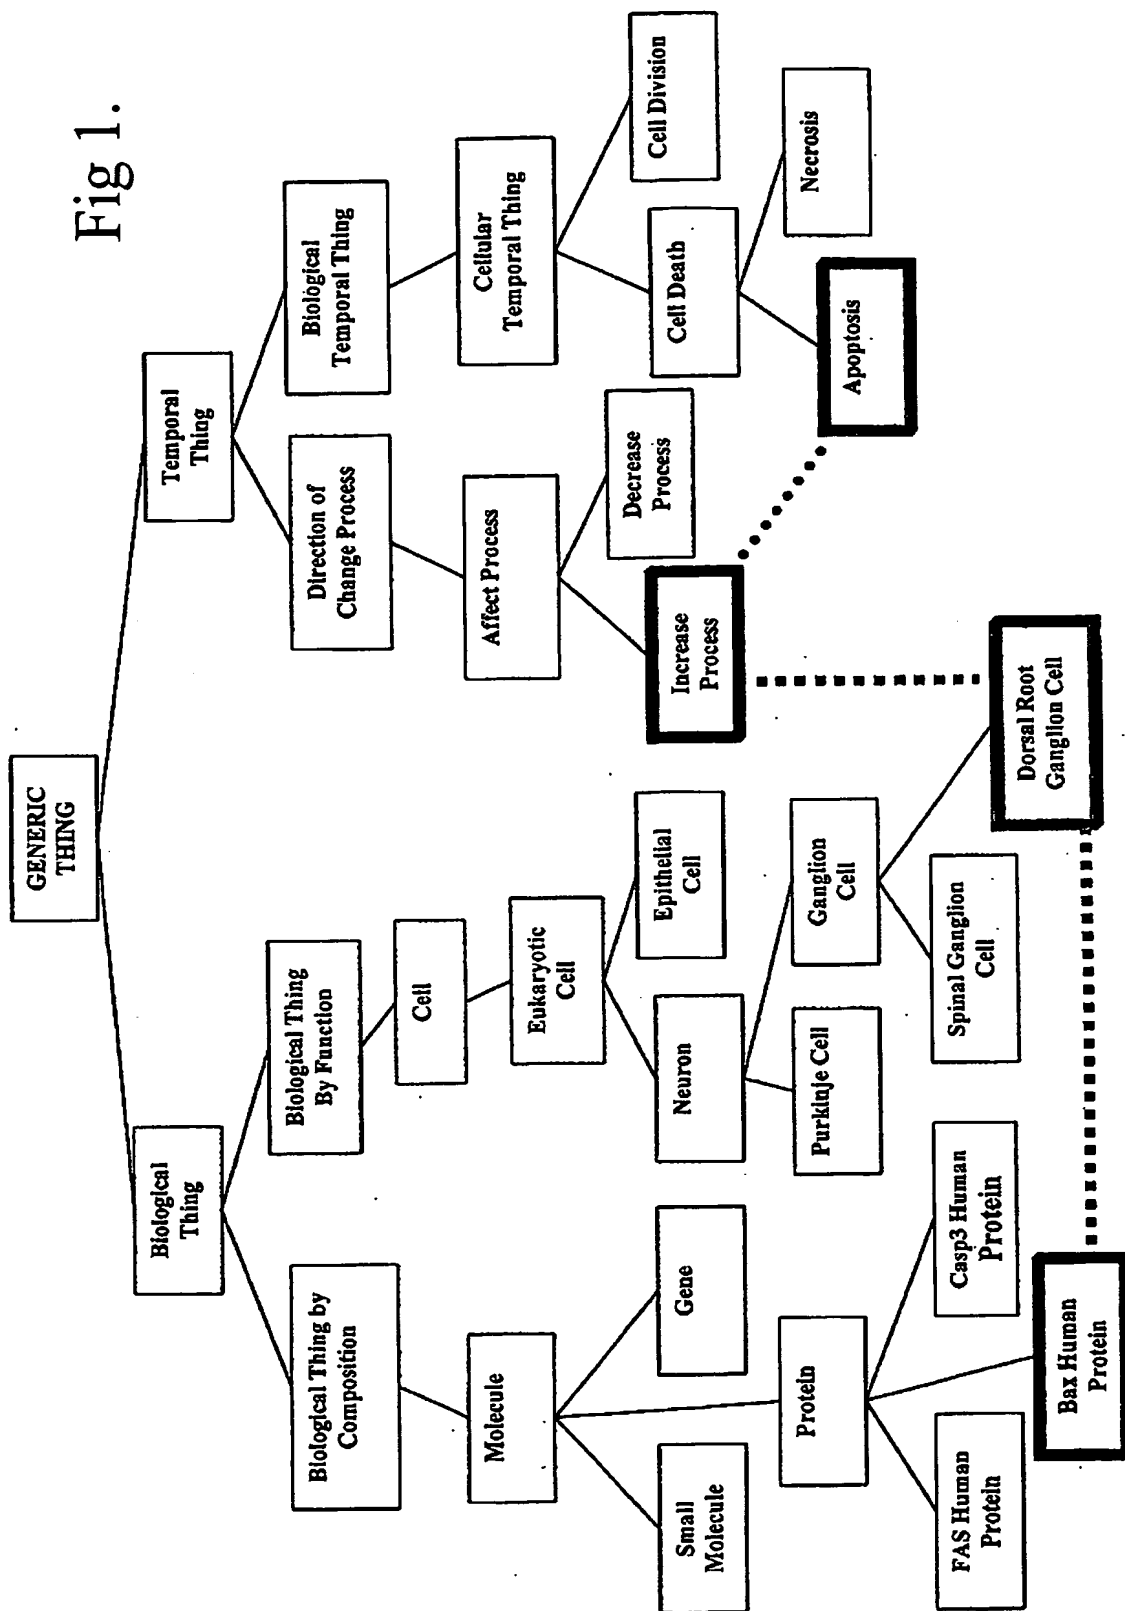 Fig 1.
GENERIC
THING
Biological
Thing
Temporal
Thing
Biological Thing by
Composition
Biological Thing
By Function
Direction of
Change Process
Biological
Temporal Thing
Molecule
Cell
Affect Process
Cellular
Temporal Thing
Eukaryotic
Cell
Small
Molecule
Gene
Neuron
Epithelial
Cell
Increase
Process
Decrease
Process
Cell Death
Cell Division
Protein
Purkinje Cell
Ganglion
Cell
Apoptosis
Necrosis
FAS Human
Protein
Casp3 Human
Protein
Spinal Ganglion
Cell
Dorsal Root
Ganglion Cell
Bax Human
Protein